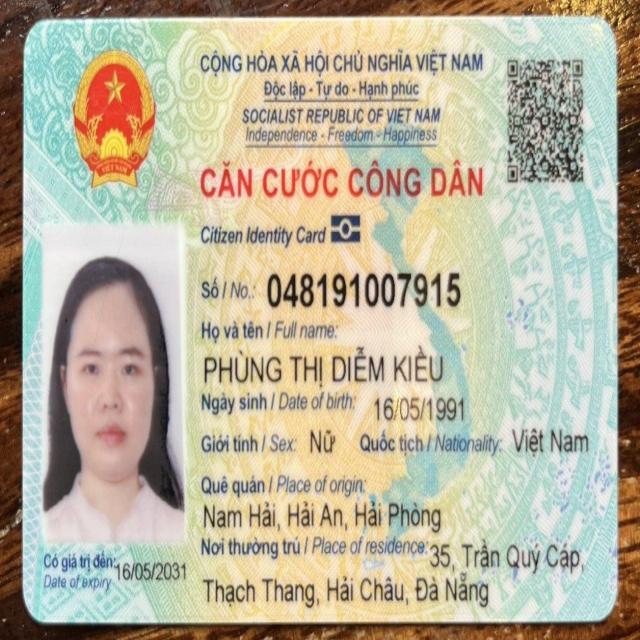 CỘNG HÒA XÃ HỘI CHỦ NGHĨA VIỆT NAM
Độc lập - Tự do - Hạnh phúc
SOCIALIST REPUBLIC OF VIET NAM
Independence - Freedom - Happiness
CĂN CƯỚC CÔNG DÂN
Citizen Identity Card
Số / No.: 048191007915
Họ và tên / Full name:
PHÙNG THỊ DIỄM KIỀU
Ngày sinh / Date of birth: 16/05/1991
Giới tính / Sex: Nữ Quốc tịch / Nationality: Việt Nam
Quê quán / Place of origin:
Nam Hải, Hải An, Hải Phòng
Nơi thường trú / Place of residence: 35, Trần Quý Cáp,
Thạch Thang, Hải Châu, Đà Nẵng
Có giá trị đến: 16/05/2031
Date of expiry
VIỆT NAM